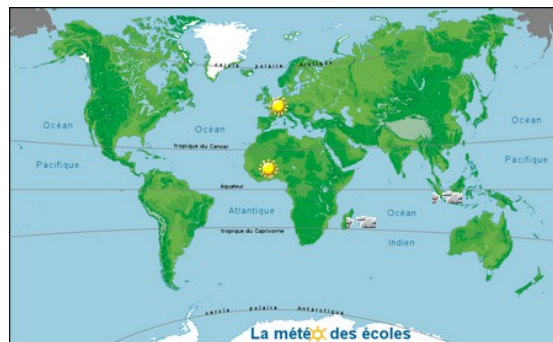 cercle polaire Arctique
Océan
Océan
Océan
tropique du Cancer
Pacifique
Pacifique
équateur
Atlantique
Océan
tropique du Capricorne
Indien
cercle polaire Antarctique
La météo des écoles